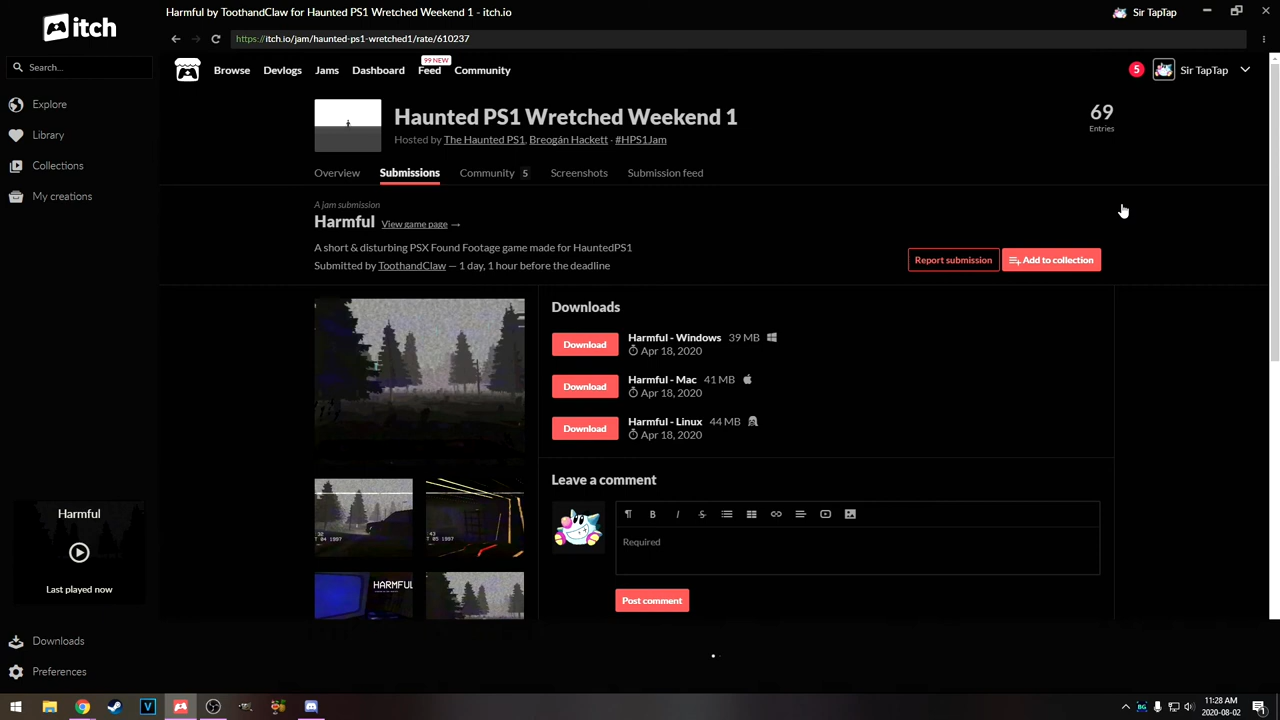 Harmful by ToothandClaw for Haunted PS1 Wretched Weekend 1 - itch.io
Sir TapTap
itch
https://itch.io/jam/haunted-ps1-wretched1/rate/610237
Search...
Explore
Library
Collections
My creations
99 NEW
Browse Devlogs Jams Dashboard Feed Community
5 Sir TapTap
Haunted PS1 Wretched Weekend 1
Hosted by The Haunted PS1, Breogán Hackett · #HPS1Jam
69
Entries
Overview Submissions Community 5 Screenshots Submission feed
A jam submission
Harmful View game page →
A short & disturbing PSX Found Footage game made for HauntedPS1
Submitted by ToothandClaw — 1 day, 1 hour before the deadline
Report submission
Add to collection
Downloads
Download Harmful - Windows 39 MB
Apr 18, 2020
Download Harmful - Mac 41 MB
Apr 18, 2020
Download Harmful - Linux 44 MB
Apr 18, 2020
Leave a comment
Required
Post comment
HARMFUL
Harmful
Last played now
Downloads
Preferences
11:28 AM
2020-08-02